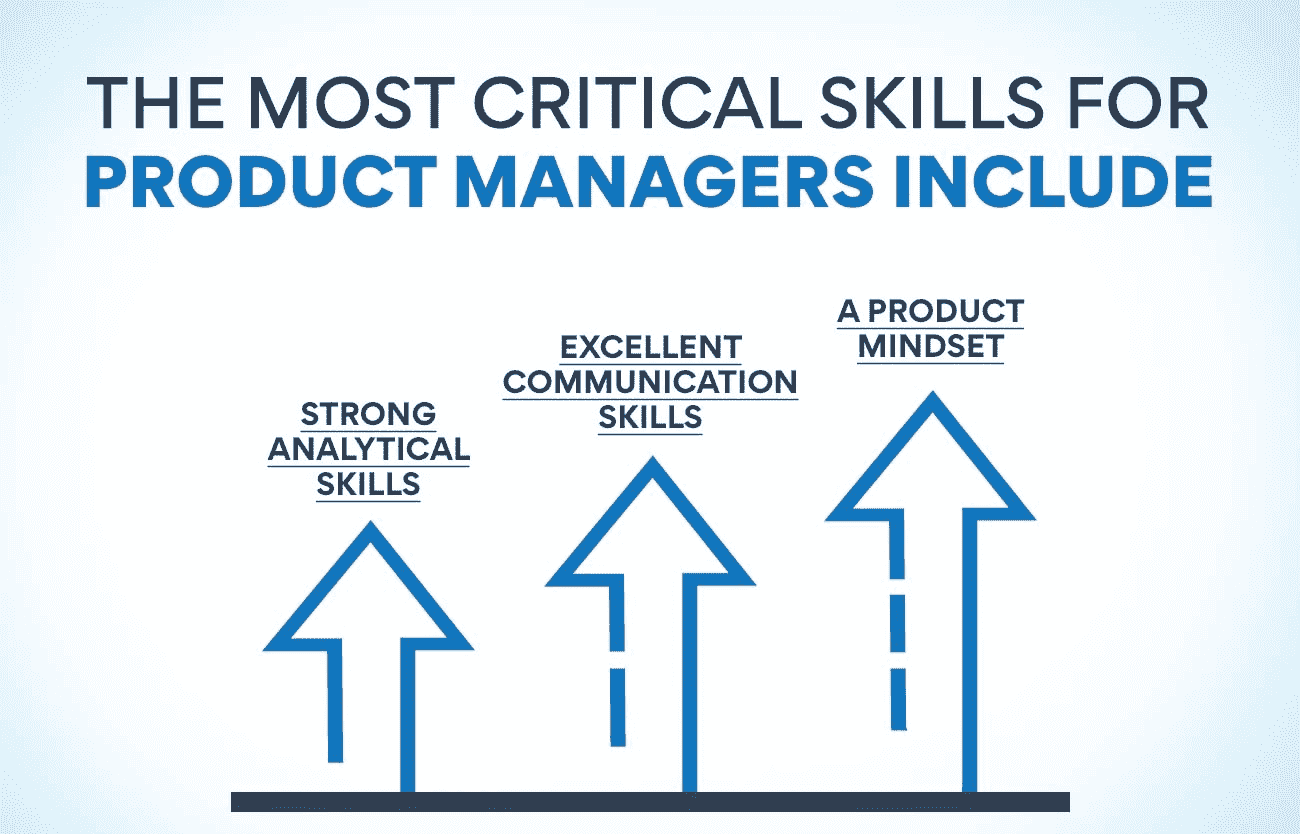 THE MOST CRITICAL SKILLS FOR
PRODUCT MANAGERS INCLUDE
STRONG
ANALYTICAL
SKILLS
EXCELLENT
COMMUNICATION
SKILLS
A PRODUCT
MINDSET